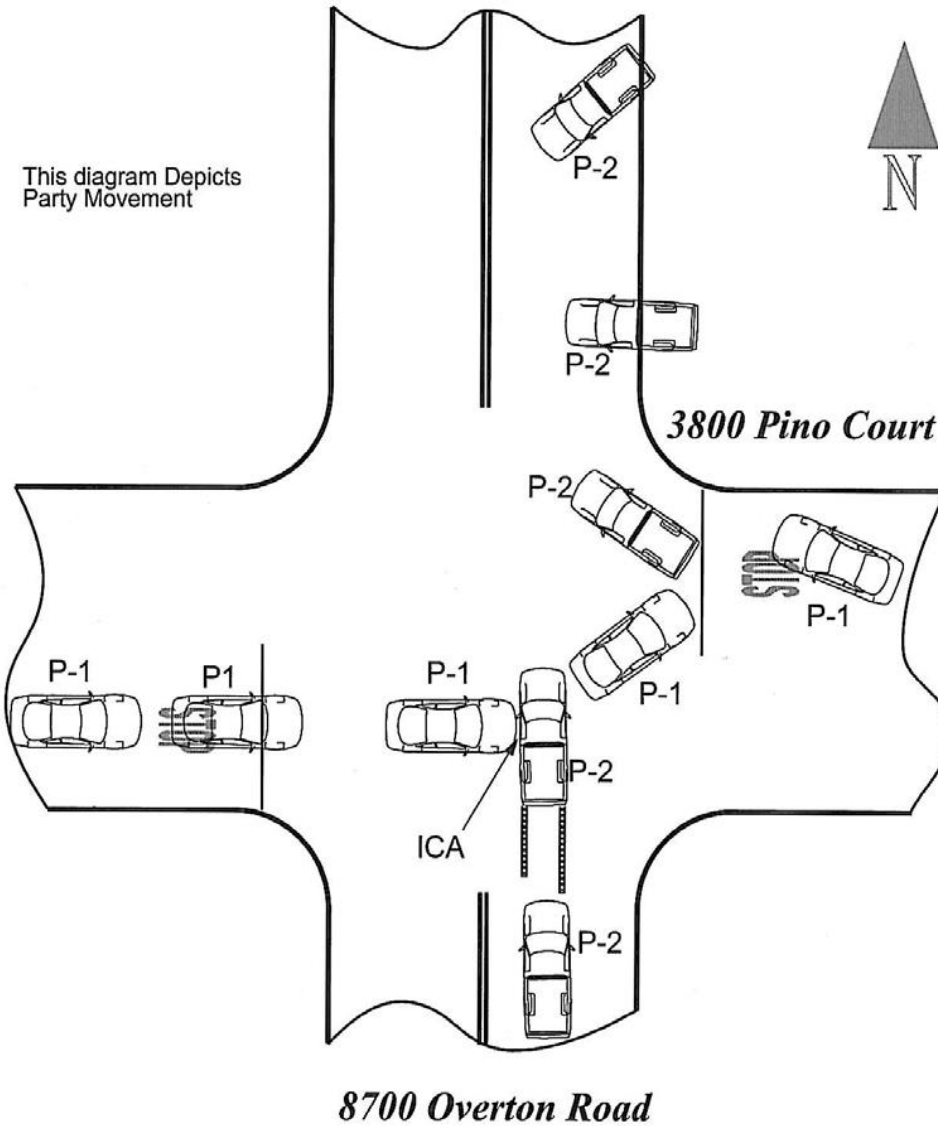 P-2
This diagram Depicts
Party Movement
N
P-2
3800 Pino Court
P-2
STOP
P-1
P-1
P1
P-1
P-1
STOP
P-2
ICA
P-2
8700 Overton Road